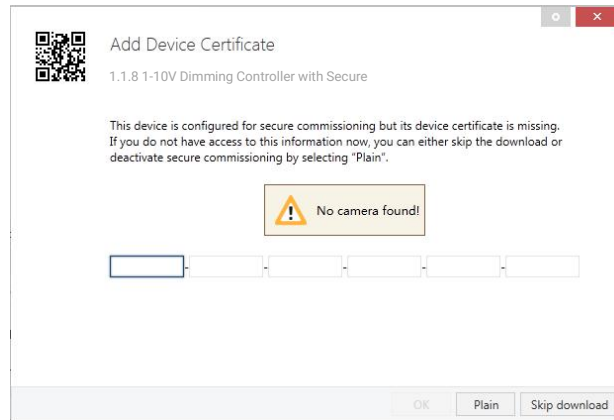 Add Device Certificate
1.1.8 1-10V Dimming Controller with Secure
This device is configured for secure commissioning but its device certificate is missing.
If you do not have access to this information now, you can either skip the download or
deactivate secure commissioning by selecting "Plain".
No camera found!
- - - - -
OK Plain Skip download